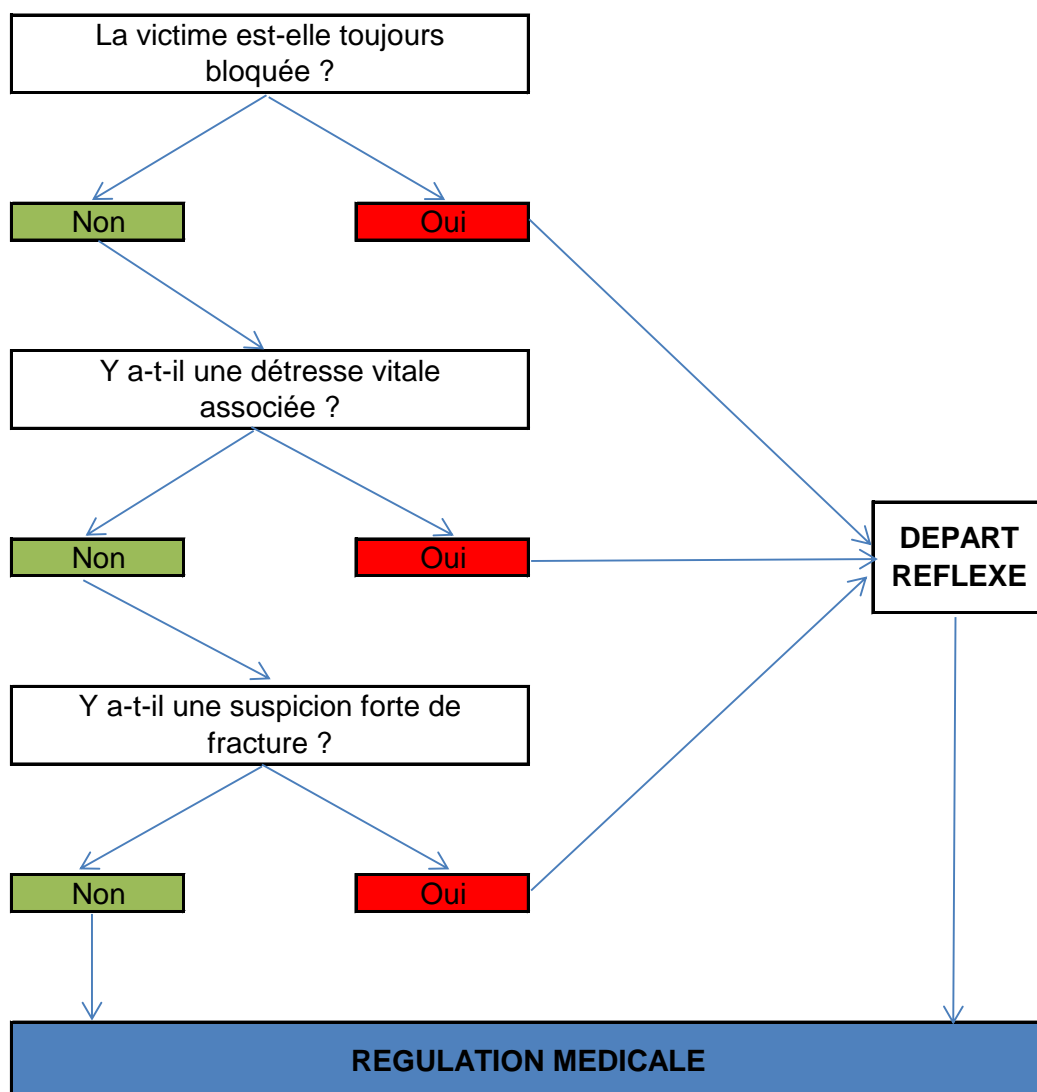 La victime est-elle toujours
bloquée ?
Non
Oui
Y a-t-il une détresse vitale
associée ?
Non
Oui
DEPART
REFLEXE
Y a-t-il une suspicion forte de
fracture ?
Non
Oui
REGULATION MEDICALE